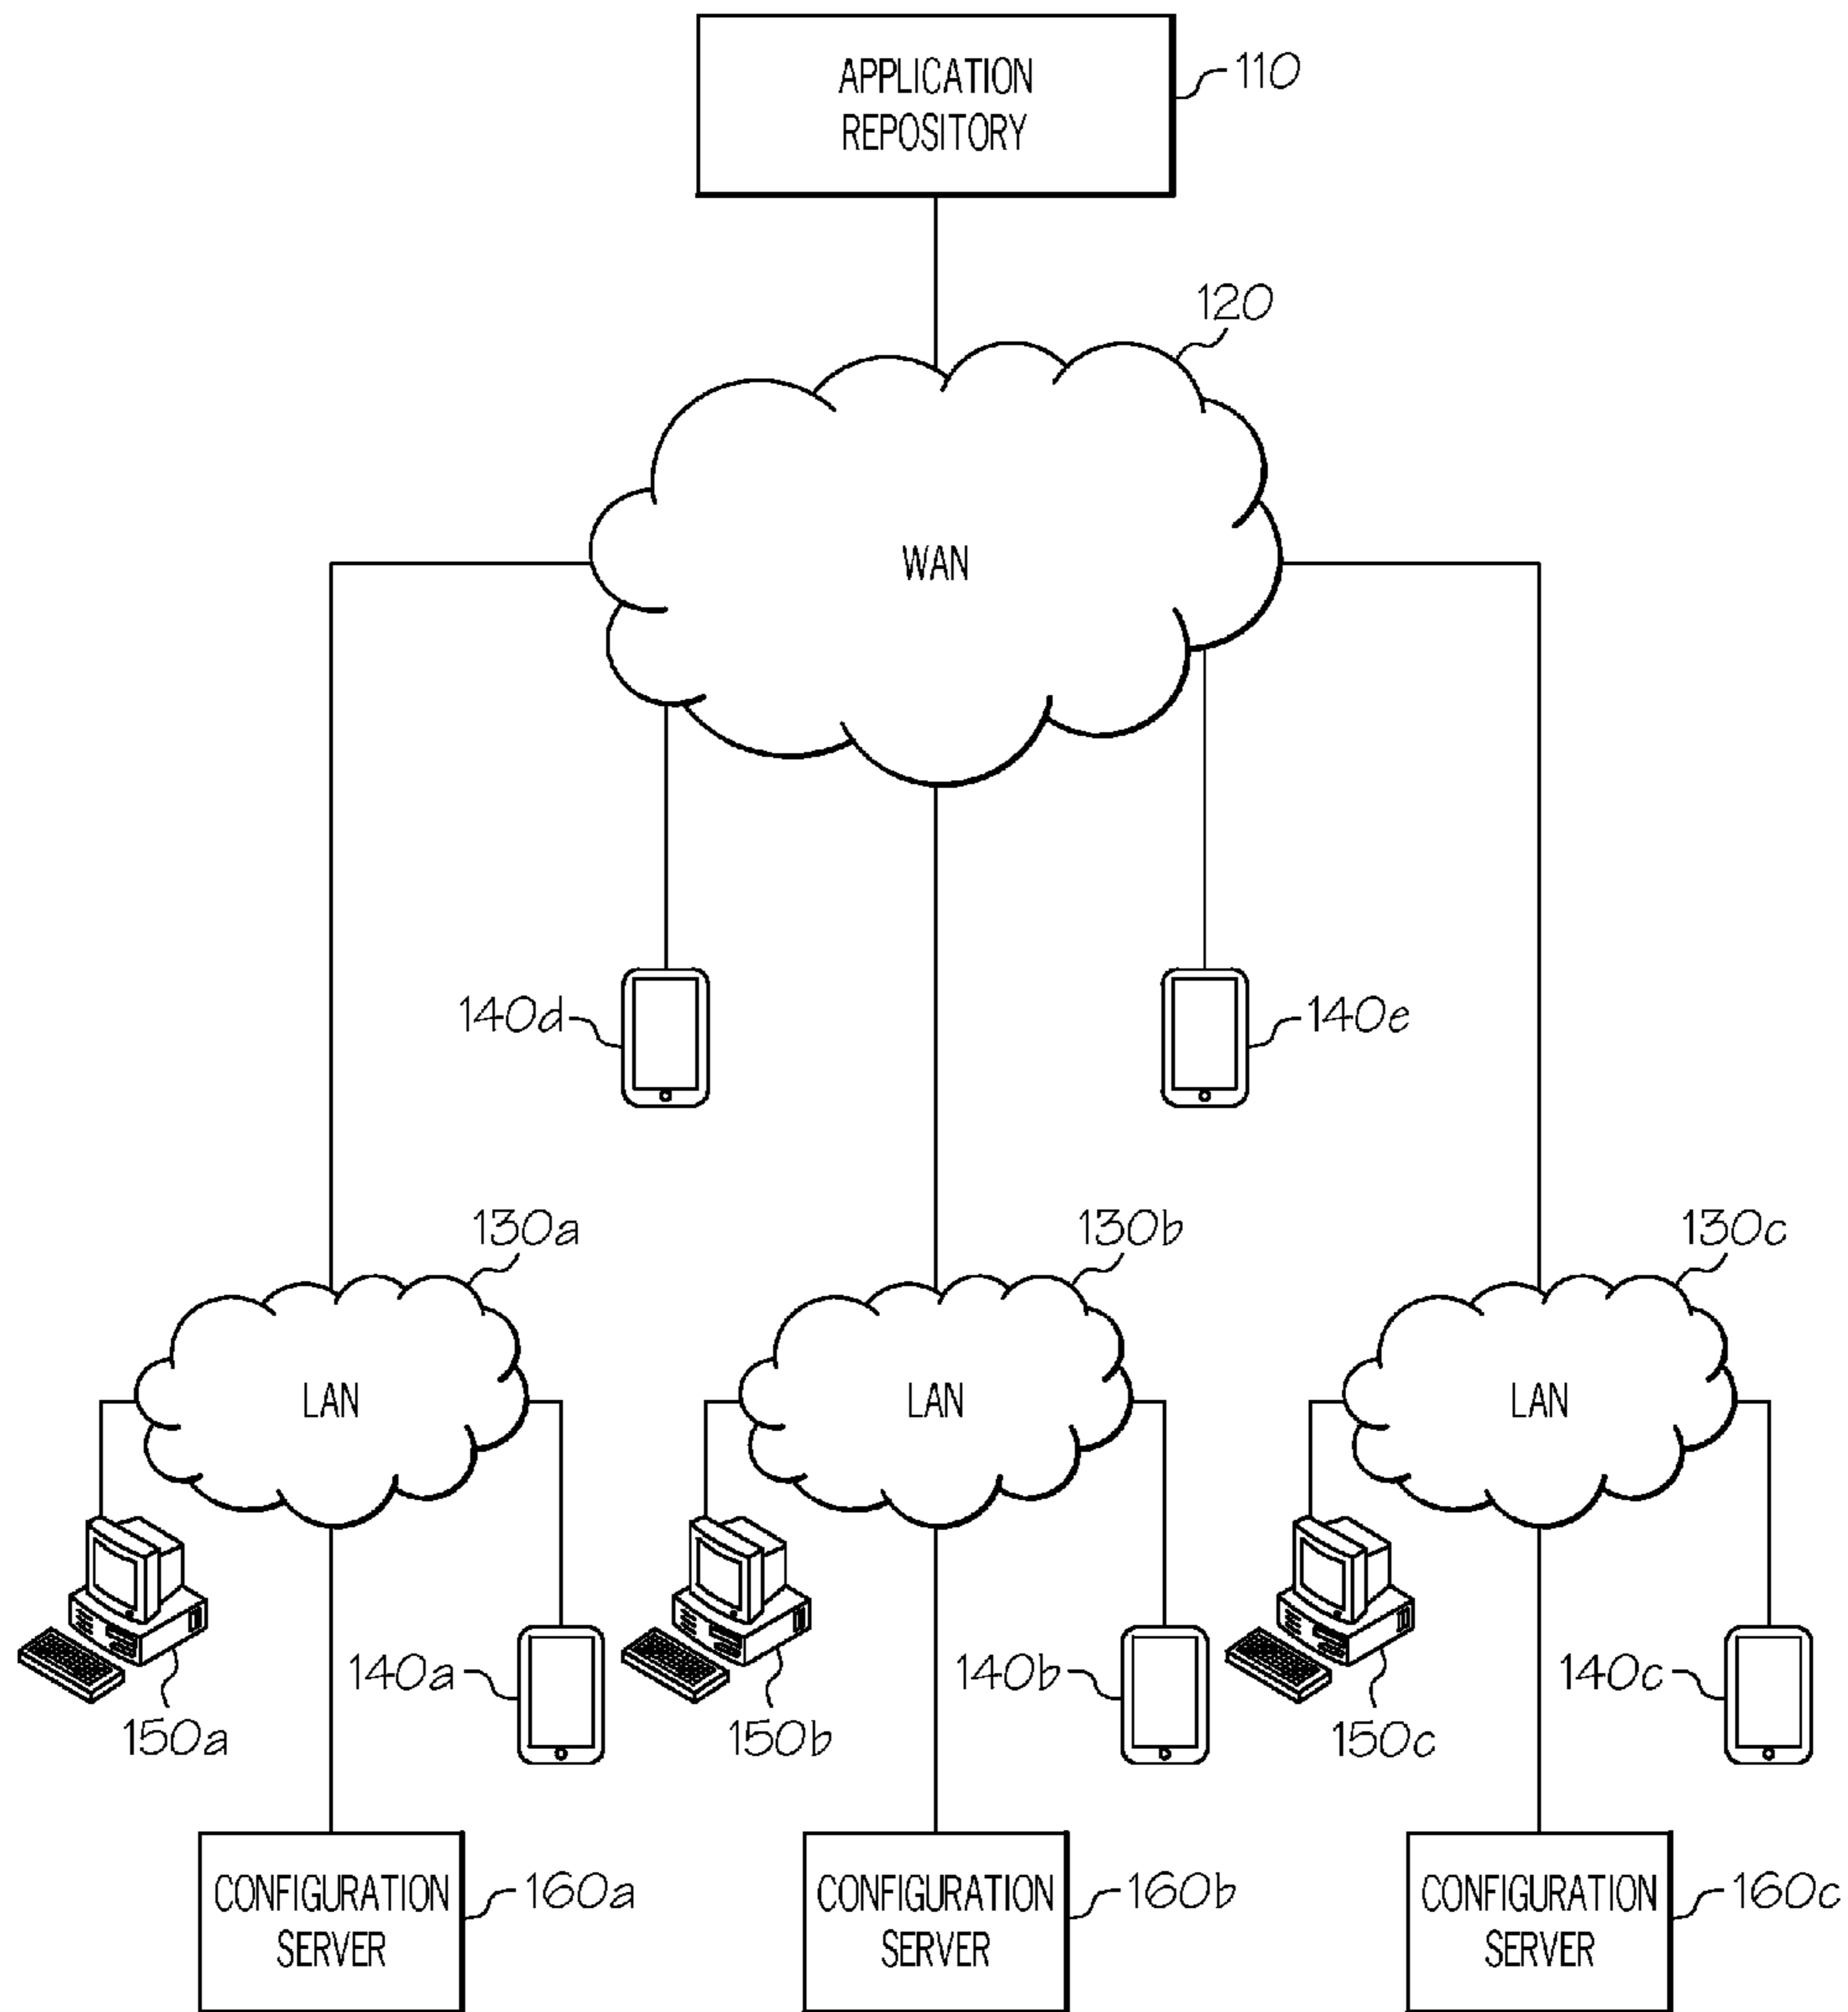 APPLICATION
REPOSITORY
110
120
WAN
140d
140e
130a
130b
130c
LAN
LAN
LAN
150a
140a
150b
140b
150c
140c
CONFIGURATION
SERVER
160a
CONFIGURATION
SERVER
160b
CONFIGURATION
SERVER
160c